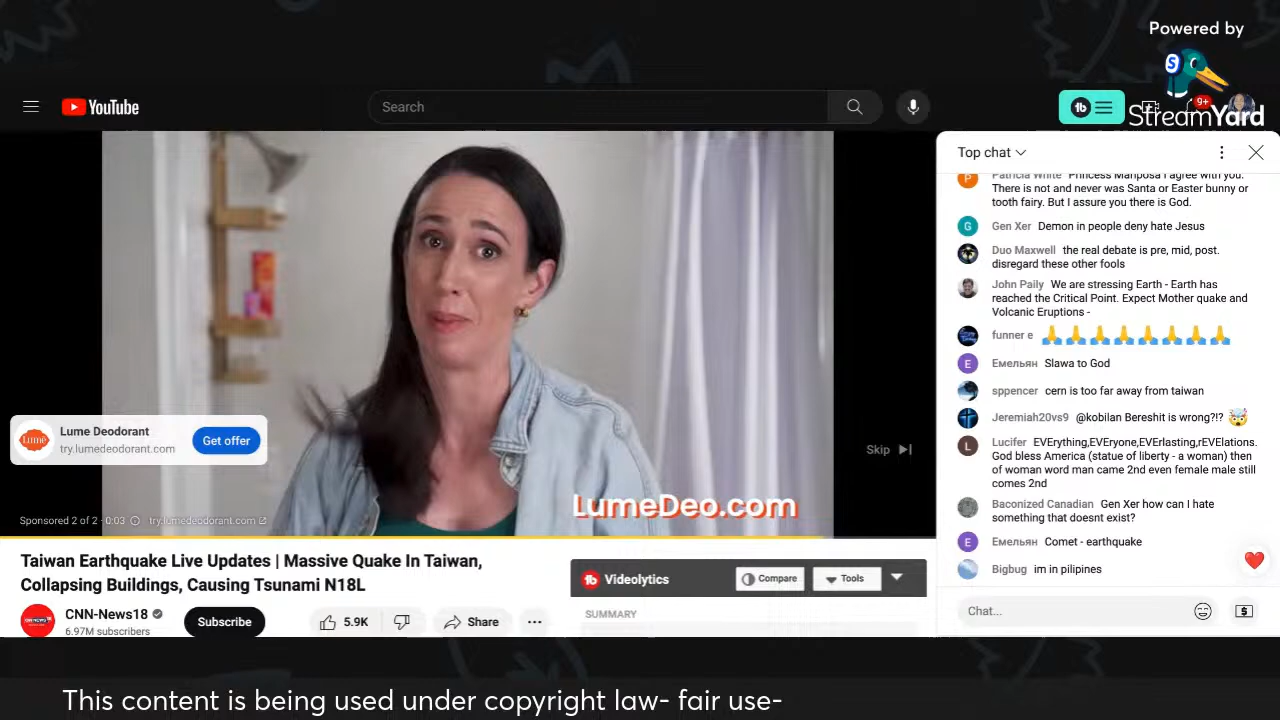 Powered by
StreamYard
YouTube
Search
9+
Top chat
Patricia White Princess Mariposa I agree with you.
There is not and never was Santa or Easter bunny or
tooth fairy. But I assure you there is God.
G
Gen Xer Demon in people deny hate Jesus
Duo Maxwell the real debate is pre, mid, post.
disregard these other fools
John Paily We are stressing Earth - Earth has
reached the Critical Point. Expect Mother quake and
Volcanic Eruptions -
funner e 🙏🙏🙏🙏🙏🙏🙏🙏
E
Емельян Slawa to God
sppencer cern is too far away from taiwan
Jeremiah20vs9 @kobilan Bereshit is wrong?!? 🤯
L
Lucifer EVErything,EVEryone,EVErlasting,rEVElations.
God bless America (statue of liberty - a woman) then
of woman word man came 2nd even female male still
comes 2nd
Baconized Canadian Gen Xer how can I hate
something that doesnt exist?
E
Емельян Comet - earthquake
Bigbug im in pilipines
Chat...
Lume
Lume Deodorant
try.lumedeodorant.com
Get offer
Skip
LumeDeo.com
Sponsored 2 of 2 · 0:03 try.lumedeodorant.com
Taiwan Earthquake Live Updates | Massive Quake In Taiwan,
Collapsing Buildings, Causing Tsunami N18L
CNN-News18
6.97M subscribers
Subscribe
5.9K
Share
Videolytics
Compare
Tools
SUMMARY
This content is being used under copyright law- fair use-